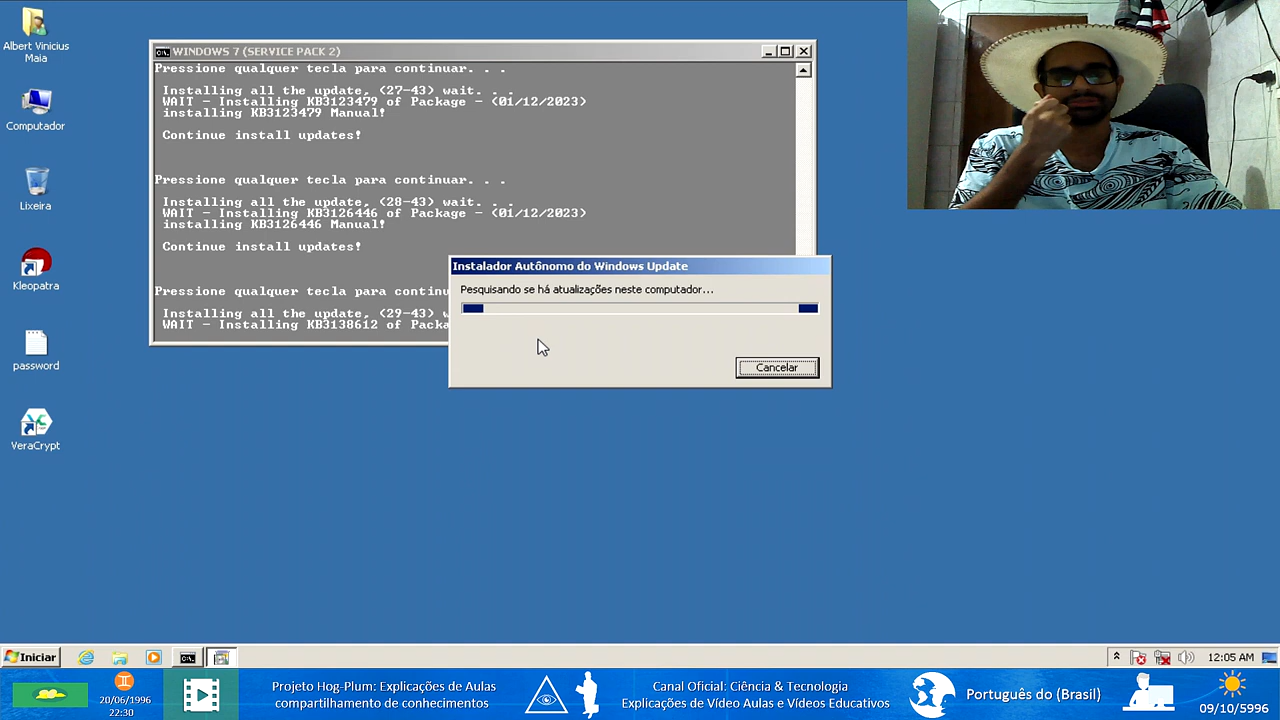 Albert Vinicius
Maia
Computador
Lixeira
Kleopatra
password
VeraCrypt
WINDOWS 7 (SERVICE PACK 2)
Pressione qualquer tecla para continuar. . .
Installing all the update, (27-43) wait. . .
WAIT - Installing KB3123479 of Package - (01/12/2023)
installing KB3123479 Manual!
Continue install updates!
Pressione qualquer tecla para continuar. . .
Installing all the update, (28-43) wait. . .
WAIT - Installing KB3126446 of Package - (01/12/2023)
installing KB3126446 Manual!
Continue install updates!
Pressione qualquer tecla para continu
Installing all the update, (29-43) w
WAIT - Installing KB3138612 of Packa
Instalador Autônomo do Windows Update
Pesquisando se há atualizações neste computador...
Cancelar
Iniciar
12:05 AM
20/06/1996
22:30
Projeto Hog-Plum: Explicações de Aulas
compartilhamento de conhecimentos
Canal Oficial: Ciência & Tecnologia
Explicações de Vídeo Aulas e Vídeos Educativos
Português do (Brasil)
09/10/5996